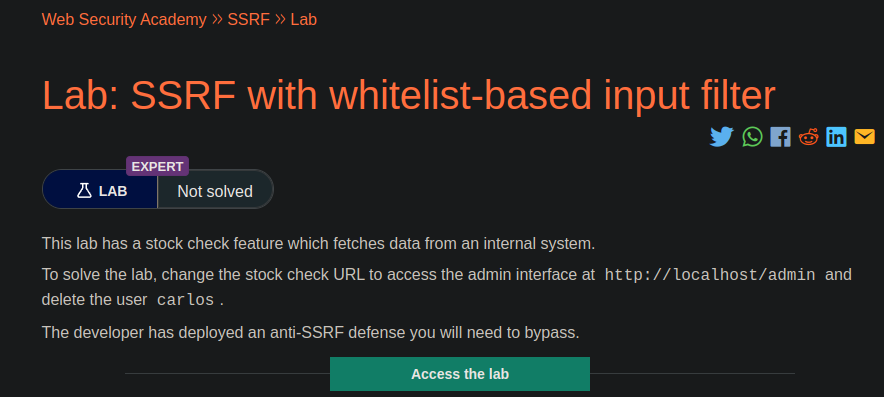 Web Security Academy >> SSRF >> Lab
Lab: SSRF with whitelist-based input filter
EXPERT
LAB Not solved
This lab has a stock check feature which fetches data from an internal system.
To solve the lab, change the stock check URL to access the admin interface at http://localhost/admin and
delete the user carlos .
The developer has deployed an anti-SSRF defense you will need to bypass.
Access the lab